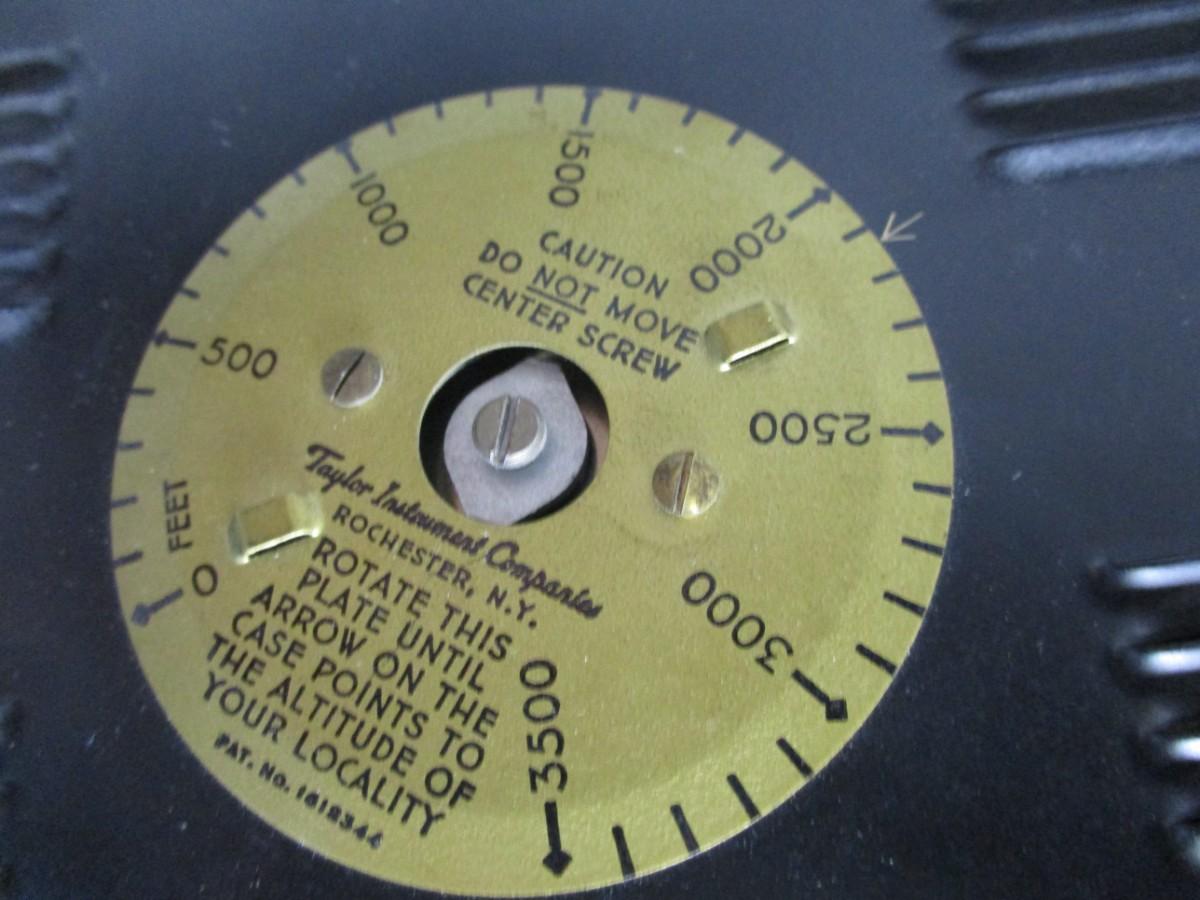 0
FEET
500
1000
1500
2000
2500
3000
3500
CAUTION
DO NOT MOVE
CENTER SCREW
Taylor Instrument Companies
ROCHESTER, N.Y.
ROTATE THIS
PLATE UNTIL
ARROW ON THE
CASE POINTS TO
THE ALTITUDE OF
YOUR LOCALITY
PAT. NO. 1612344